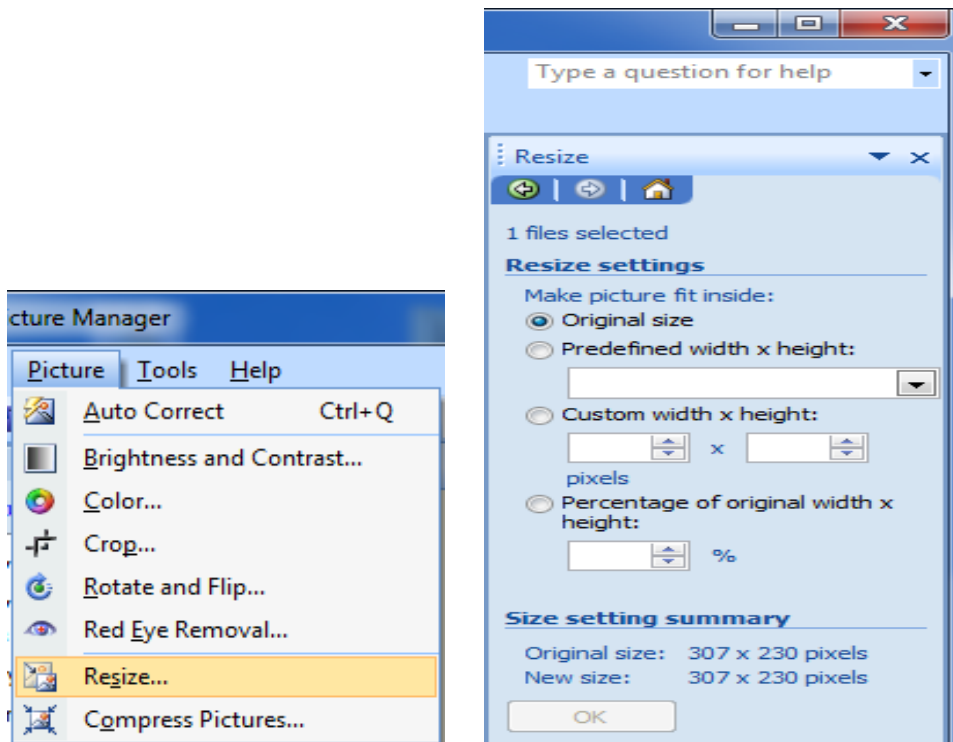 icture Manager
Picture Tools Help
Auto Correct Ctrl+Q
Brightness and Contrast...
Color...
Crop...
Rotate and Flip...
Red Eye Removal...
Resize...
Compress Pictures...
Type a question for help
Resize
1 files selected
Resize settings
Make picture fit inside:
Original size
Predefined width x height:
Custom width x height:
x
pixels
Percentage of original width x
height:
%
Size setting summary
Original size: 307 x 230 pixels
New size: 307 x 230 pixels
OK